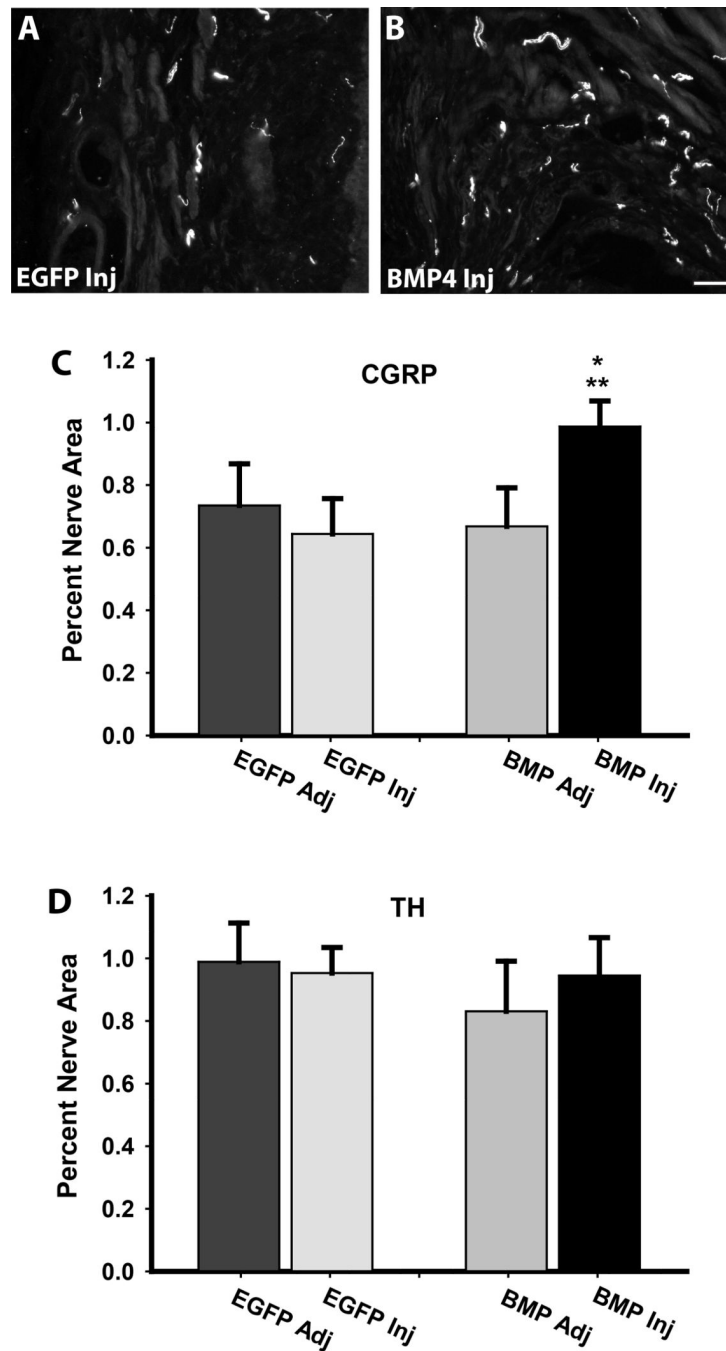 A
B
EGFP Inj
BMP4 Inj
C
CGRP
*
**
Percent Nerve Area
1.2
1.0
0.8
0.6
0.4
0.2
0.0
EGFP Adj
EGFP Inj
BMP Adj
BMP Inj
D
TH
Percent Nerve Area
1.2
1.0
0.8
0.6
0.4
0.2
0.0
EGFP Adj
EGFP Inj
BMP Adj
BMP Inj